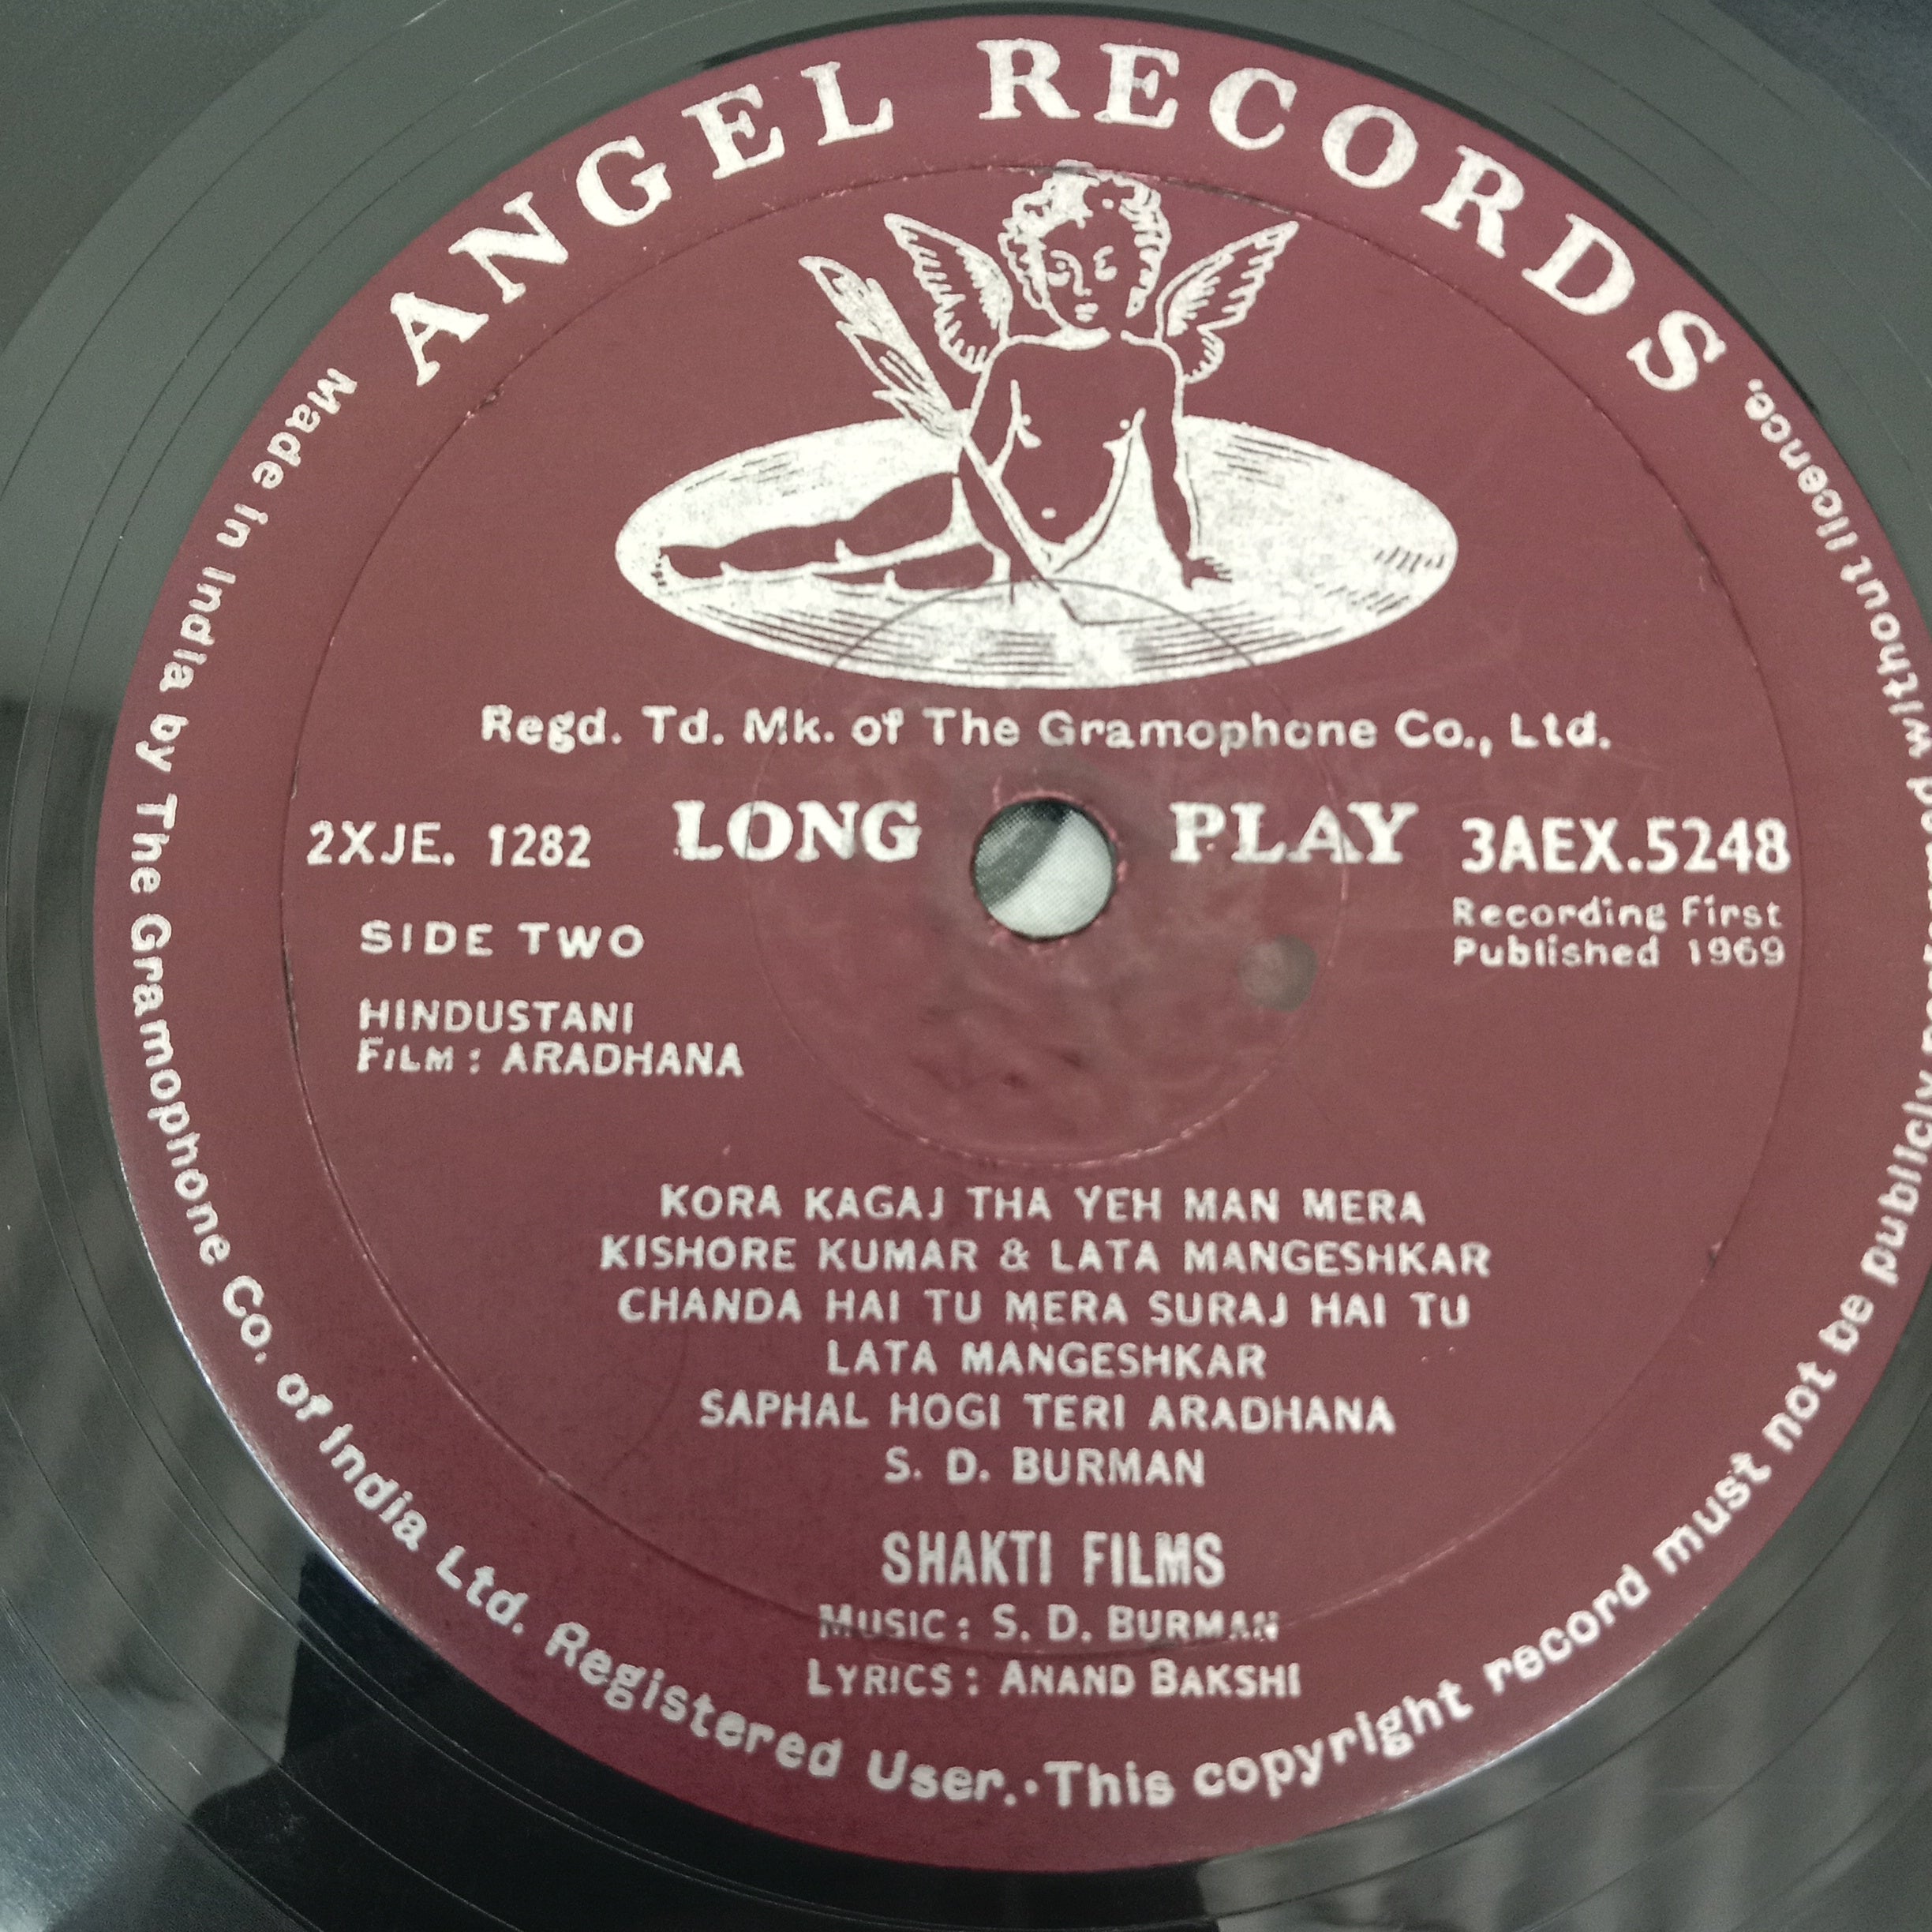 ANGEL RECORDS
Regd. Td. Mk. of The Gramophone Co., Ltd.
2XJE. 1282 LONG PLAY 3AEX.5248
Recording First
Published 1969
SIDE TWO
HINDUSTANI
FILM : ARADHANA
KORA KAGAJ THA YEH MAN MERA
KISHORE KUMAR & LATA MANGESHKAR
CHANDA HAI TU MERA SURAJ HAI TU
LATA MANGESHKAR
SAPHAL HOGI TERI ARADHANA
S. D. BURMAN
SHAKTI FILMS
MUSIC : S. D. BURMAN
LYRICS : ANAND BAKSHI
Made in India by The Gramophone Co. of India Ltd. Registered User.·This copyright record must not be publicly without licence.